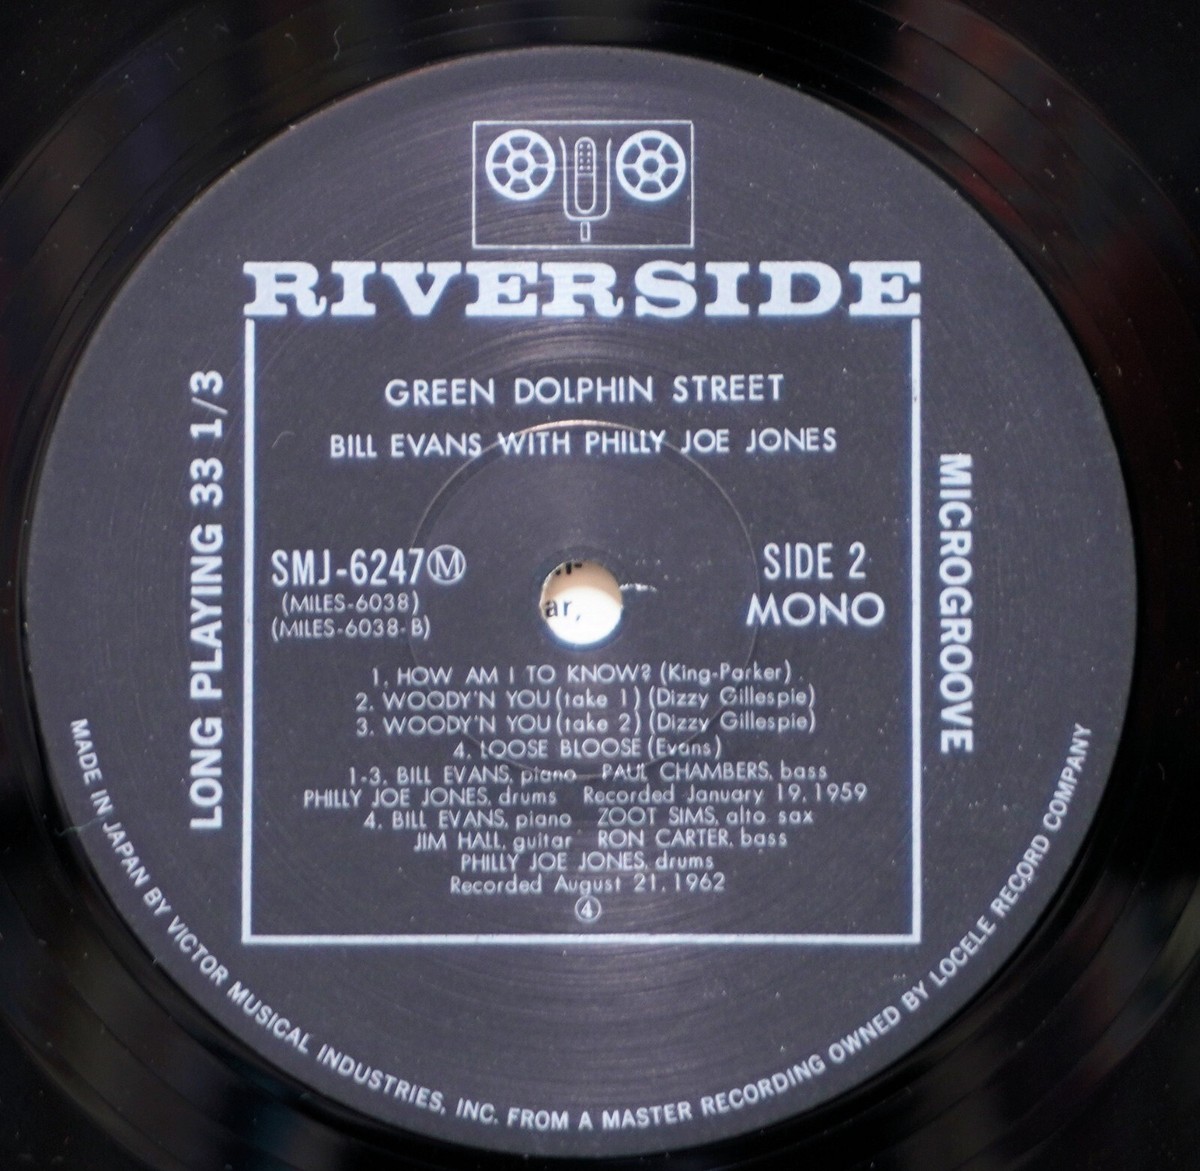 RIVERSIDE
GREEN DOLPHIN STREET
BILL EVANS WITH PHILLY JOE JONES
SMJ-6247Ⓜ
(MILES-6038)
(MILES-6038-B)
SIDE 2
MONO
1. HOW AM I TO KNOW? (King-Parker)
2. WOODY'N YOU (take 1) (Dizzy Gillespie)
3. WOODY'N YOU (take 2) (Dizzy Gillespie)
4. LOOSE BLOOSE (Evans)
1-3. BILL EVANS, piano PAUL CHAMBERS, bass
PHILLY JOE JONES, drums Recorded January 19, 1959
4. BILL EVANS, piano ZOOT SIMS, alto sax
JIM HALL, guitar RON CARTER, bass
PHILLY JOE JONES, drums
Recorded August 21, 1962
④
LONG PLAYING 33 1/3
MICROGROOVE
MADE IN JAPAN BY VICTOR MUSICAL INDUSTRIES, INC. FROM A MASTER RECORDING OWNED BY LOCELE RECORD COMPANY
ar,